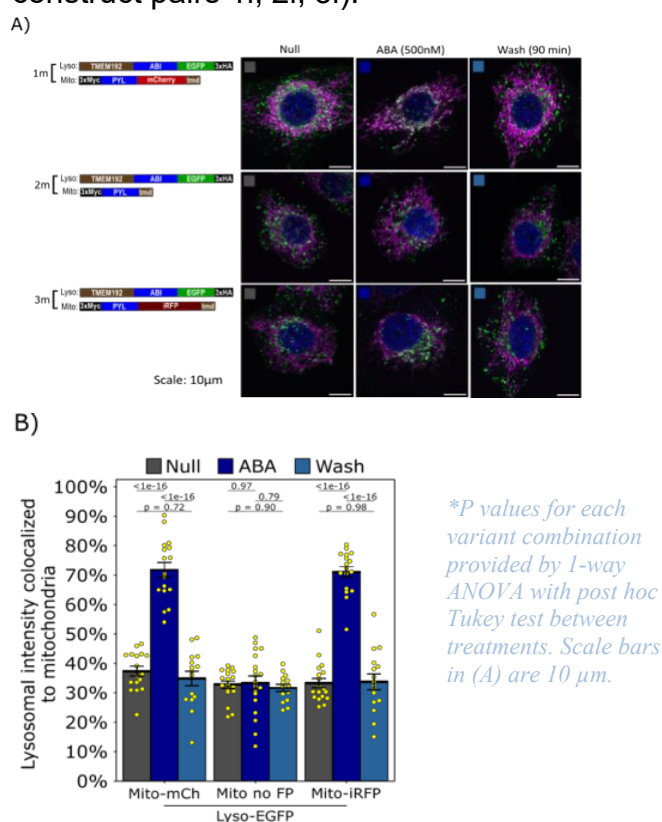 construct pairs 1i, 2i, 3i).
A)
Null ABA (500nM) Wash (90 min)
1m Lyso: TMEM192 ABI EGFP 3xHA
Mito: 3xMyc PYL mCherry tmd
2m Lyso: TMEM192 ABI EGFP 3xHA
Mito: 3xMyc PYL tmd
3m Lyso: TMEM192 ABI EGFP 3xHA
Mito: 3xMyc PYL iRFP tmd
Scale: 10µm
B)
Null ABA Wash
<1e-16 0.97 <1e-16
<1e-16 0.79 <1e-16
p = 0.72 p = 0.90 p = 0.98
100%
90%
80%
70%
60%
50%
40%
30%
20%
10%
0%
Lysosomal intensity colocalized
to mitochondria
Mito-mCh Mito no FP Mito-iRFP
Lyso-EGFP
*P values for each
variant combination
provided by 1-way
ANOVA with post hoc
Tukey test between
treatments. Scale bars
in (A) are 10 µm.